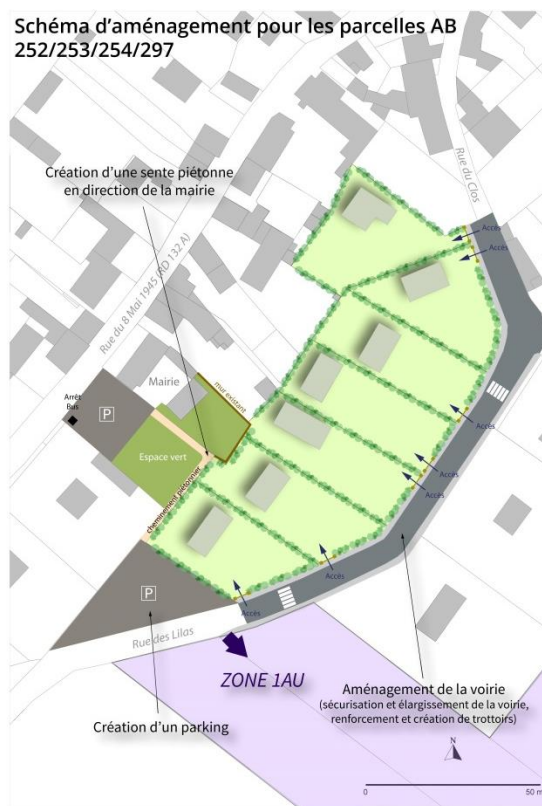 Schéma d'aménagement pour les parcelles AB
252/253/254/297
Création d'une sente piétonne
en direction de la mairie
Rue du Clos
Accès
Accès
Rue du 8 Mai 1945 (RD 132 A)
Mairie
mur existant
Arrêt
Bus
P
Espace vert
cheminement piétonnier
Accès
Accès
Accès
Accès
Accès
P
Rue des Lilas
ZONE 1AU
Création d'un parking
Aménagement de la voirie
(sécurisation et élargissement de la voirie,
renforcement et création de trottoirs)
N
0 50 m